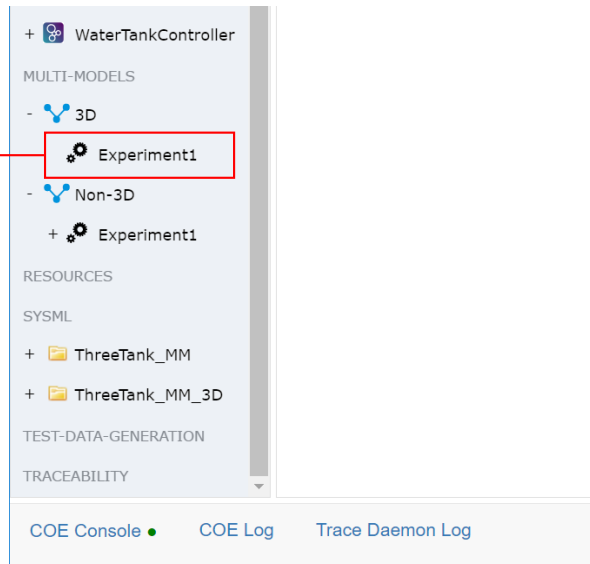 + WaterTankController
MULTI-MODELS
- 3D
Experiment1
- Non-3D
+ Experiment1
RESOURCES
SYSML
+ ThreeTank_MM
+ ThreeTank_MM_3D
TEST-DATA-GENERATION
TRACEABILITY
COE Console COE Log Trace Daemon Log